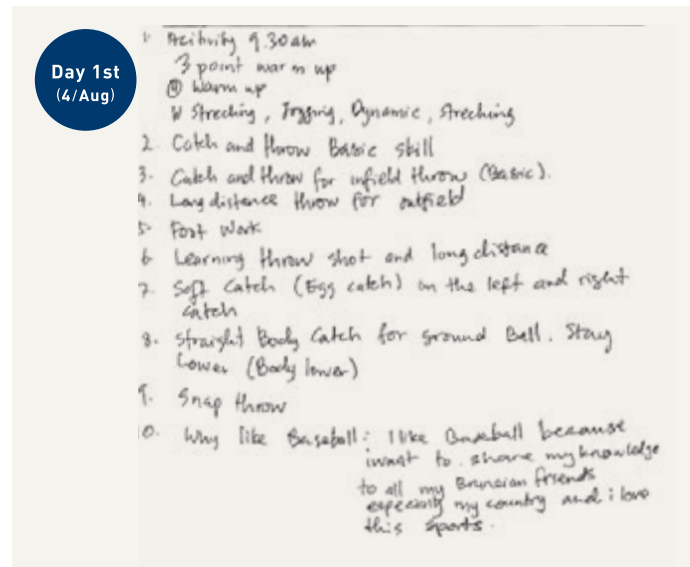 Day 1st
(4/Aug)
1. Acitivity 9.30am
3 point warm up
warm up
Streching, Jogging, Dynamic, streching
2. Catch and throw Basic skill
3. Catch and throw for infield throw (Basic).
4. Long distance throw for outfield
5. Foot Work
6. Learning throw shot and long distance
7. Soft Catch (Egg catch) on the left and right
catch
8. Straight Body Catch for ground Ball. Stay
Lower (Body lower)
9. Snap throw
10. Why like Baseball: I like Baseball because
i want to share my knowledge
to all my Bruneian friends
especially my country and i love
this sports.